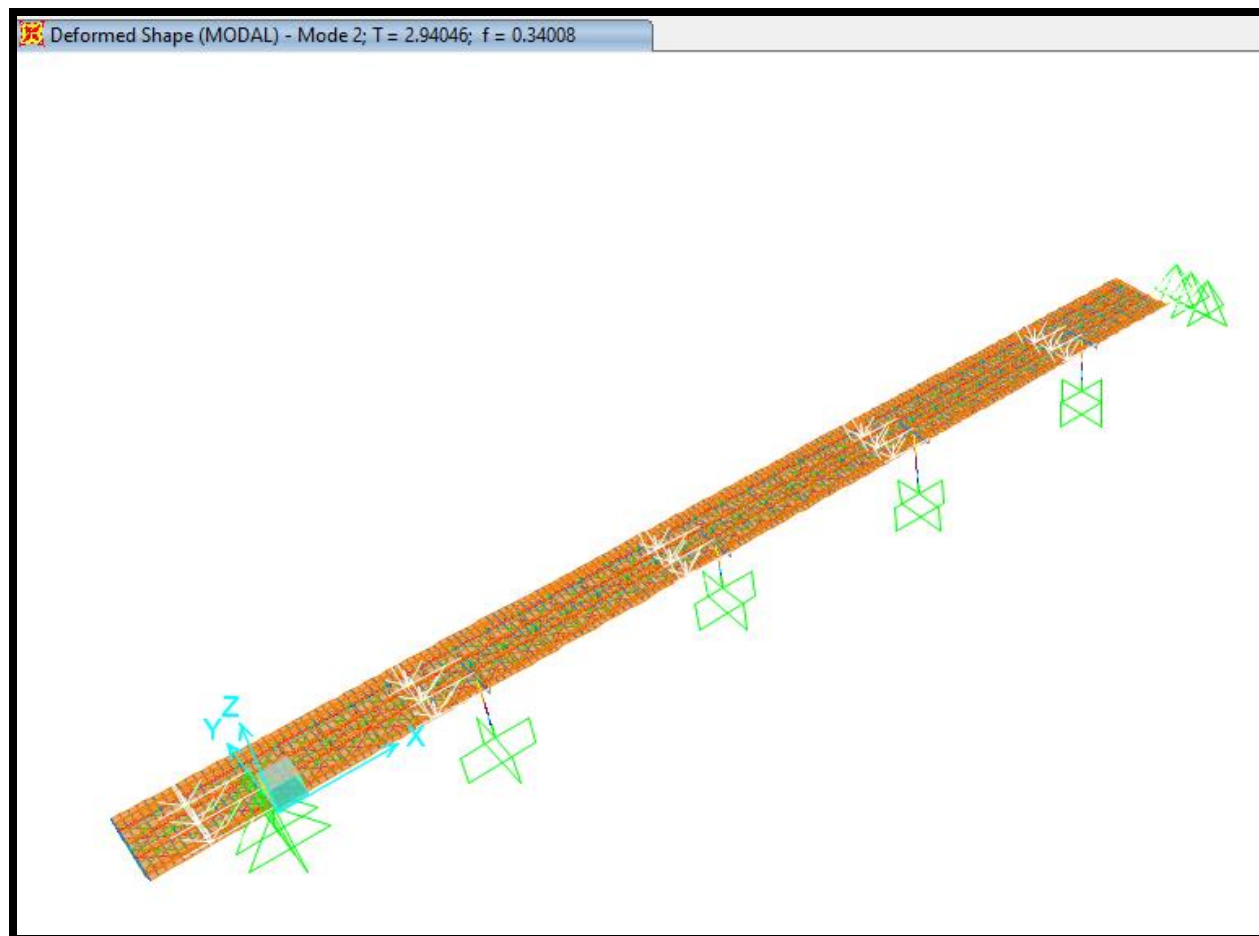 Deformed Shape (MODAL) - Mode 2; T = 2.94046; f = 0.34008
Z
Y
X